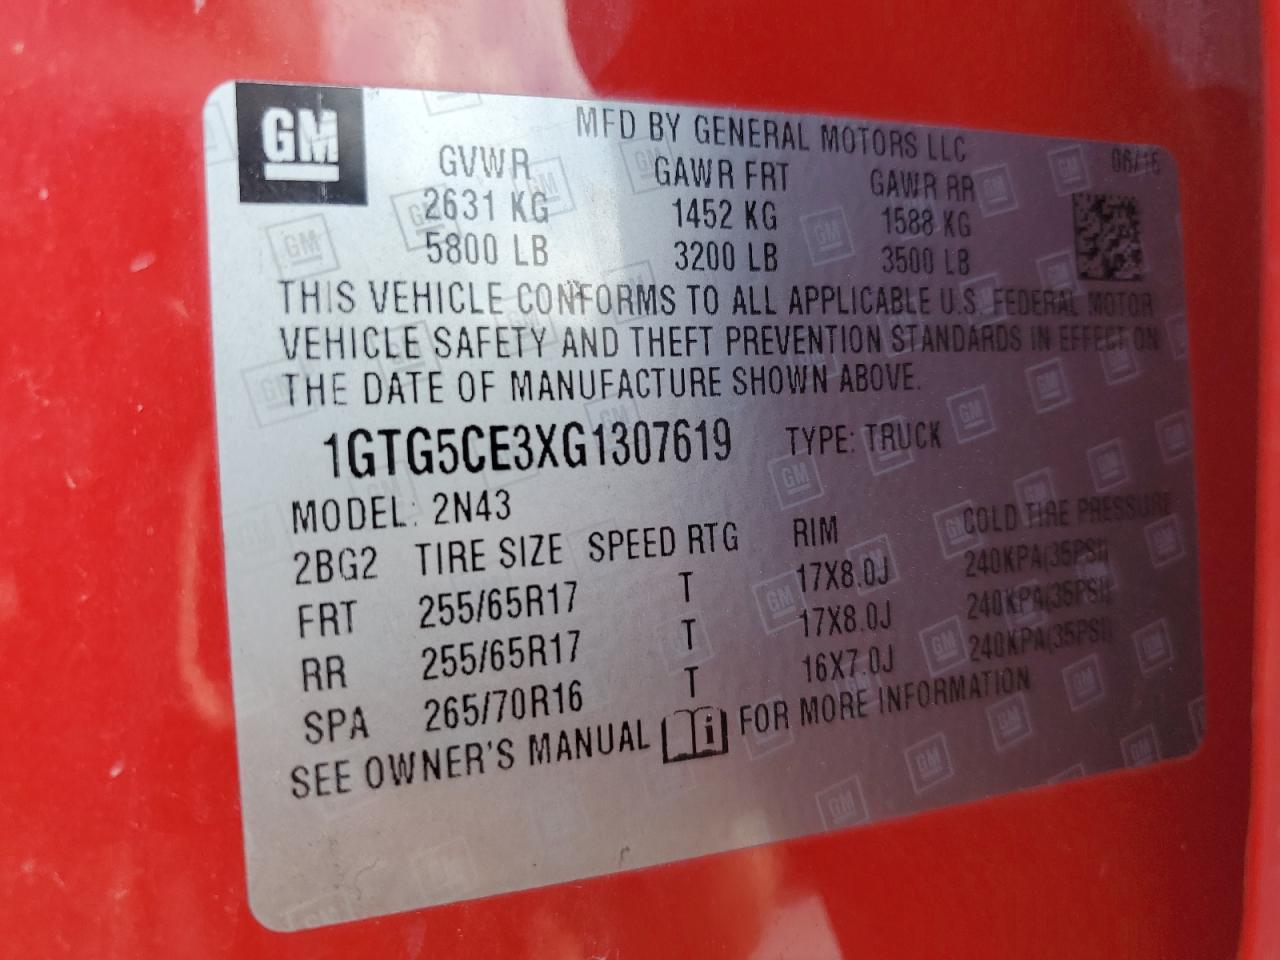 GM
MFD BY GENERAL MOTORS LLC
06/16
GVWR GAWR FRT GAWR RR
2631 KG 1452 KG 1588 KG
5800 LB 3200 LB 3500 LB
THIS VEHICLE CONFORMS TO ALL APPLICABLE U.S. FEDERAL MOTOR
VEHICLE SAFETY AND THEFT PREVENTION STANDARDS IN EFFECT ON
THE DATE OF MANUFACTURE SHOWN ABOVE.
1GTG5CE3XG1307619 TYPE: TRUCK
MODEL: 2N43
2BG2 TIRE SIZE SPEED RTG RIM COLD TIRE PRESSURE
FRT 255/65R17 T 17X8.0J 240KPA(35PSI)
RR 255/65R17 T 17X8.0J 240KPA(35PSI)
SPA 265/70R16 T 16X7.0J 240KPA(35PSI)
SEE OWNER'S MANUAL i FOR MORE INFORMATION